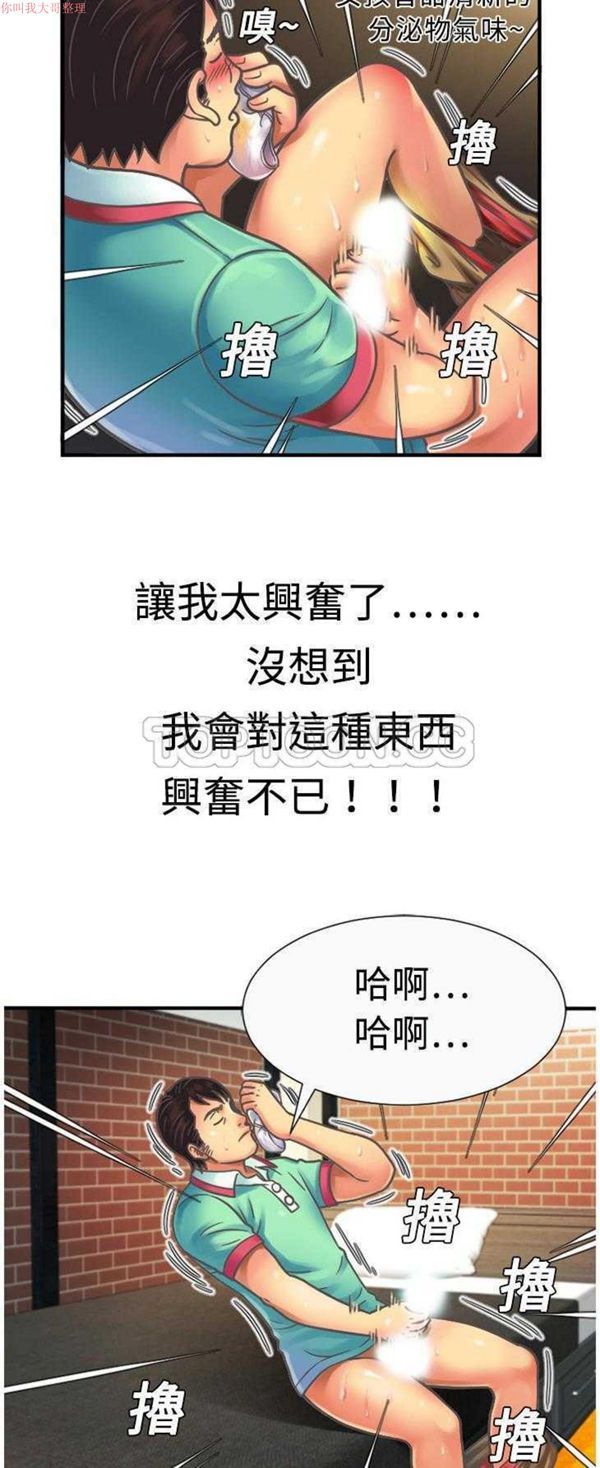 你叫我大哥整理
分泌物氣味~
嗅~
擼
擼
擼
讓我太興奮了......
沒想到
我會對這種東西
興奮不已！！！
TOPTOON.CC
哈啊...
哈啊...
擼
擼
擼
擼